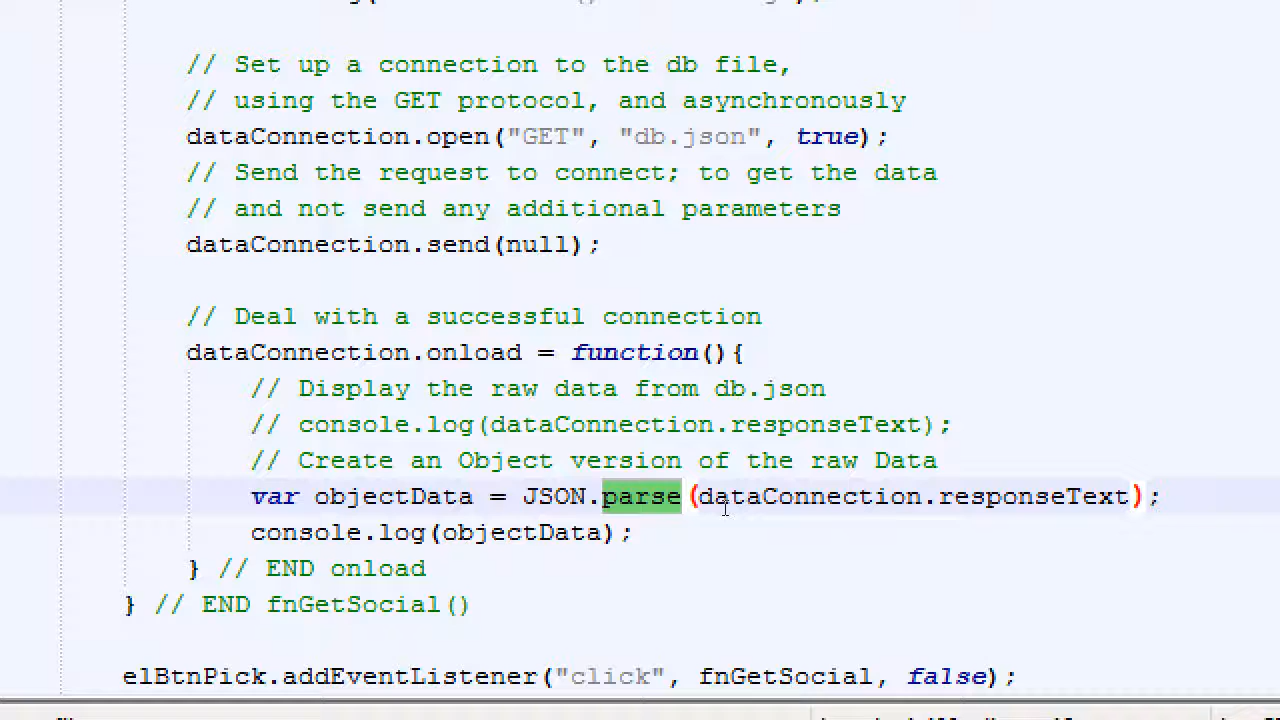 // Set up a connection to the db file,
// using the GET protocol, and asynchronously
dataConnection.open("GET", "db.json", true);
// Send the request to connect; to get the data
// and not send any additional parameters
dataConnection.send(null);
// Deal with a successful connection
dataConnection.onload = function(){
// Display the raw data from db.json
// console.log(dataConnection.responseText);
// Create an Object version of the raw Data
var objectData = JSON.parse(dataConnection.responseText);
console.log(objectData);
} // END onload
} // END fnGetSocial()
elBtnPick.addEventListener("click", fnGetSocial, false);